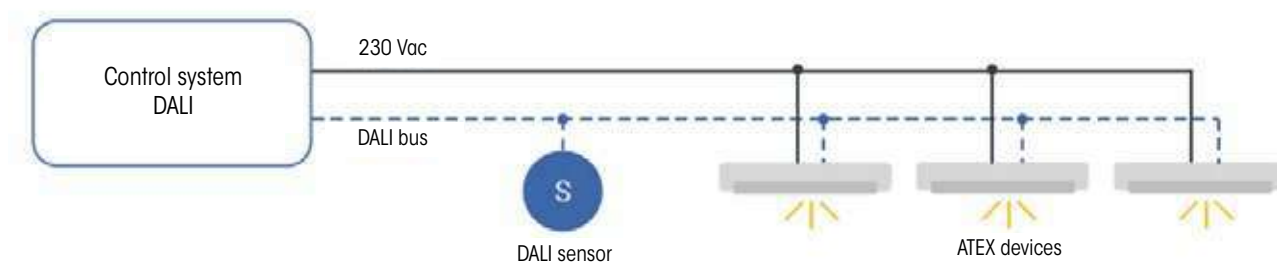 230 Vac
Control system
DALI
DALI bus
S
DALI sensor
ATEX devices